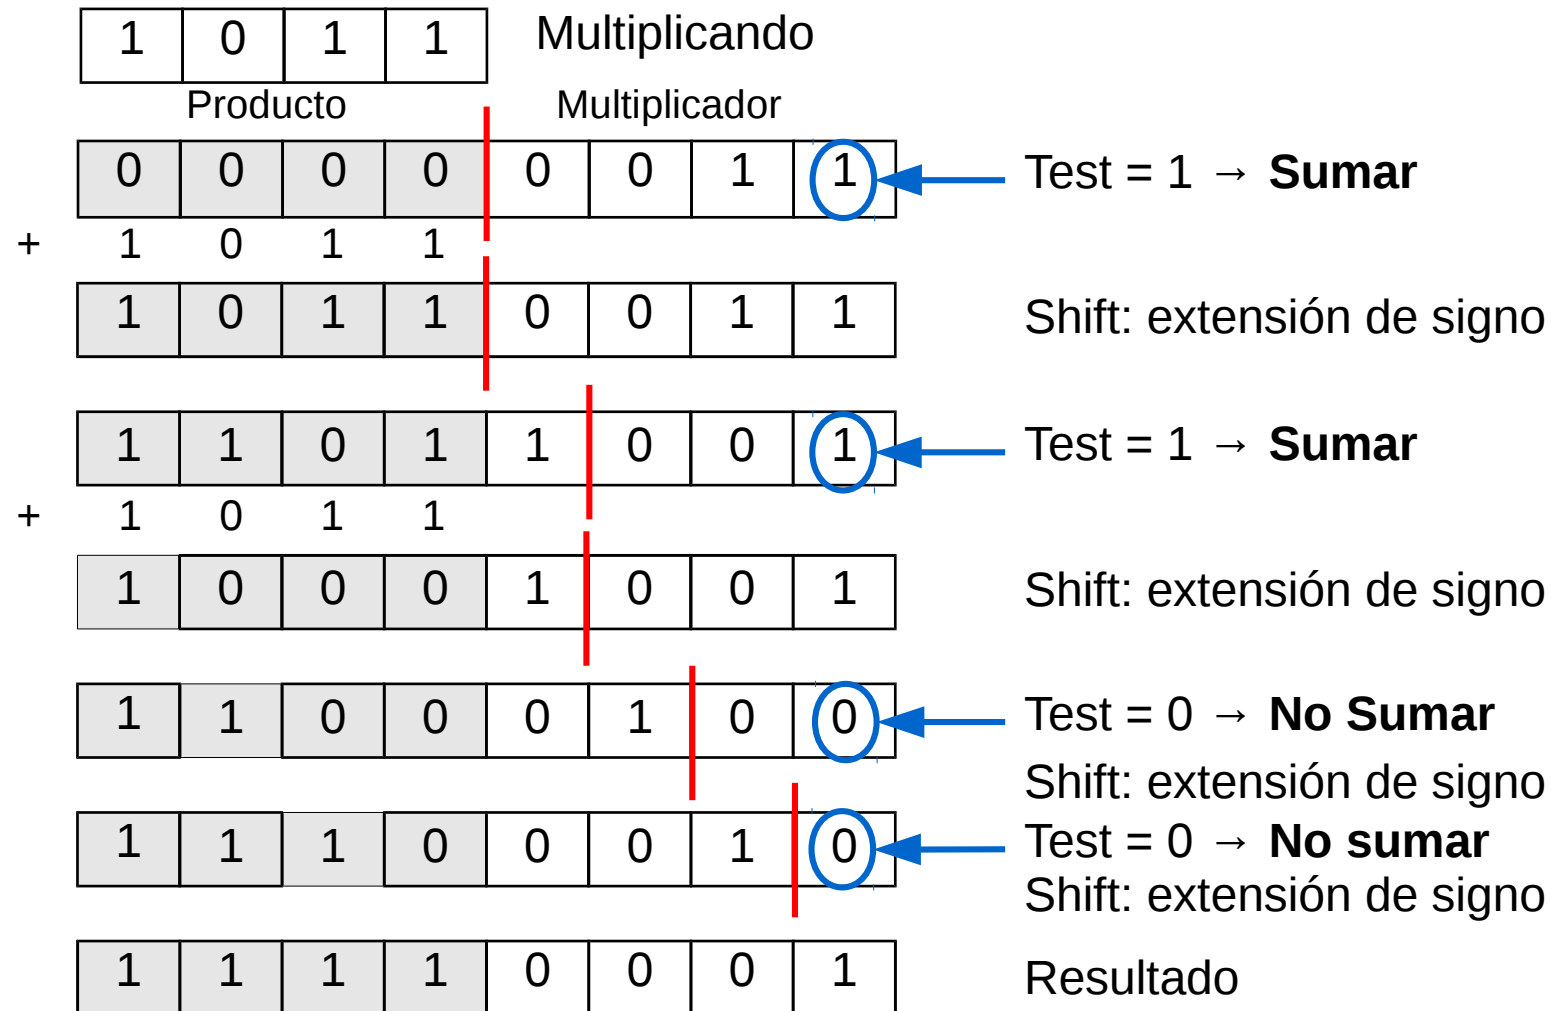 1 0 1 1 Multiplicando
Producto Multiplicador
0 0 0 0 0 0 1 1 Test = 1 → Sumar
+ 1 0 1 1
1 0 1 1 0 0 1 1 Shift: extensión de signo
1 1 0 1 1 0 0 1 Test = 1 → Sumar
+ 1 0 1 1
1 0 0 0 1 0 0 1 Shift: extensión de signo
1 1 0 0 0 1 0 0 Test = 0 → No Sumar
Shift: extensión de signo
1 1 1 0 0 0 1 0 Test = 0 → No sumar
Shift: extensión de signo
1 1 1 1 0 0 0 1 Resultado